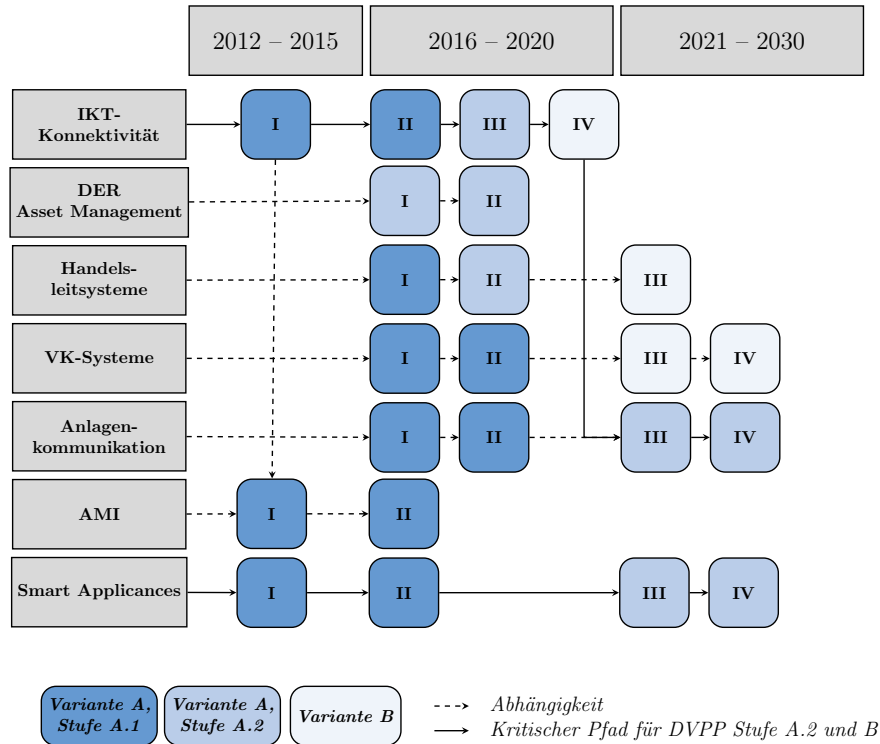 2012 – 2015 2016 – 2020 2021 – 2030
IKT-
Konnektivität
I II III IV
DER
Asset Management
I II
Handels-
leitsysteme
I II III
VK-Systeme I II III IV
Anlagen-
kommunikation
I II III IV
AMI I II
Smart Applicances I II III IV
Variante A,
Stufe A.1
Variante A,
Stufe A.2
Variante B
Abhängigkeit
Kritischer Pfad für DVPP Stufe A.2 und B